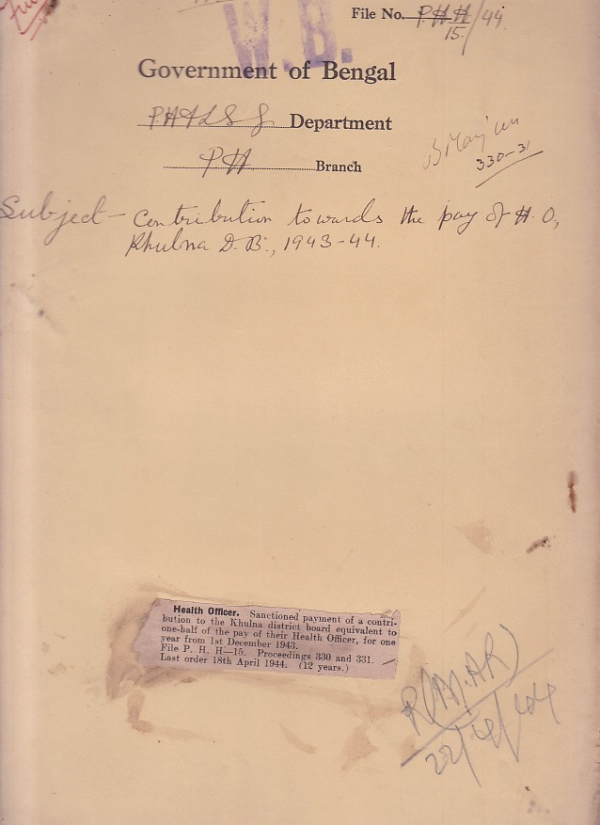 W.B.
File No. P.H.H/44
15.
Government of Bengal
P.H & L.S.G Department
P.H. Branch
330-31
Subject - Contribution towards the pay of H.O,
Khulna D.B., 1943-44.
Health Officer. Sanctioned payment of a contri-
bution to the Khulna district board equivalent to
one-half of the pay of their Health Officer, for one
year from 1st December 1943.
File P. H. H—15. Proceedings 330 and 331.
Last order 18th April 1944. (12 years.)
22/4/44